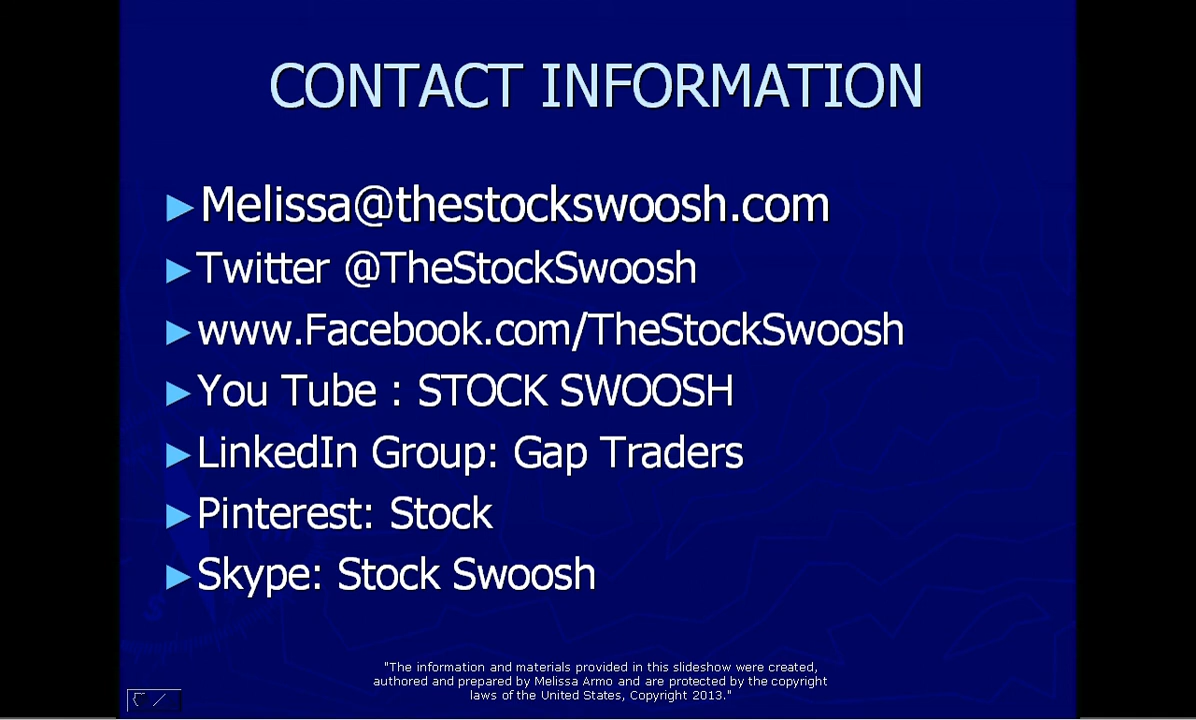 CONTACT INFORMATION
Melissa@thestockswoosh.com
Twitter @TheStockSwoosh
www.Facebook.com/TheStockSwoosh
You Tube : STOCK SWOOSH
LinkedIn Group: Gap Traders
Pinterest: Stock
Skype: Stock Swoosh
"The information and materials provided in this slideshow were created,
authored and prepared by Melissa Armo and are protected by the copyright
laws of the United States, Copyright 2013."